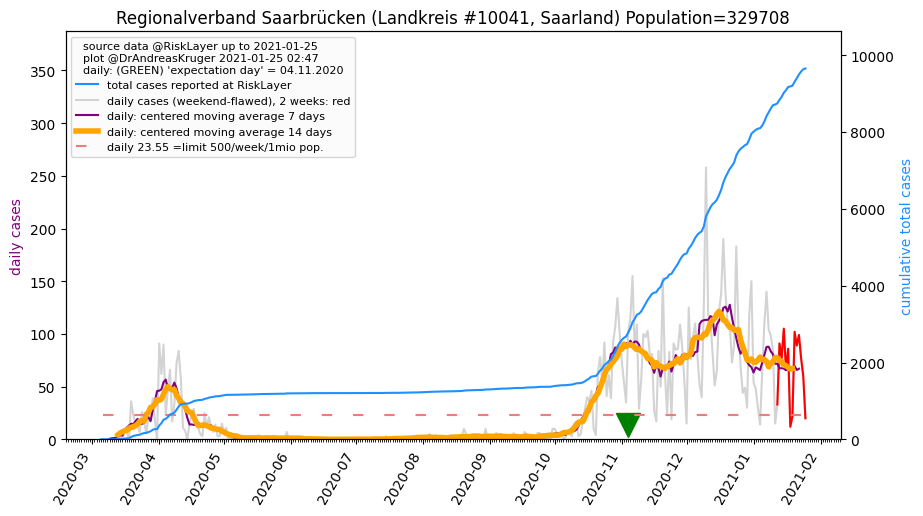 Regionalverband Saarbrücken (Landkreis #10041, Saarland) Population=329708
source data @RiskLayer up to 2021-01-25
plot @DrAndreasKruger 2021-01-25 02:47
daily: (GREEN) 'expectation day' = 04.11.2020
total cases reported at RiskLayer
daily cases (weekend-flawed), 2 weeks: red
daily: centered moving average 7 days
daily: centered moving average 14 days
daily 23.55 =limit 500/week/1mio pop.
daily cases
350
300
250
200
150
100
50
0
cumulative total cases
10000
8000
6000
4000
2000
0
2020-03
2020-04
2020-05
2020-06
2020-07
2020-08
2020-09
2020-10
2020-11
2020-12
2021-01
2021-02